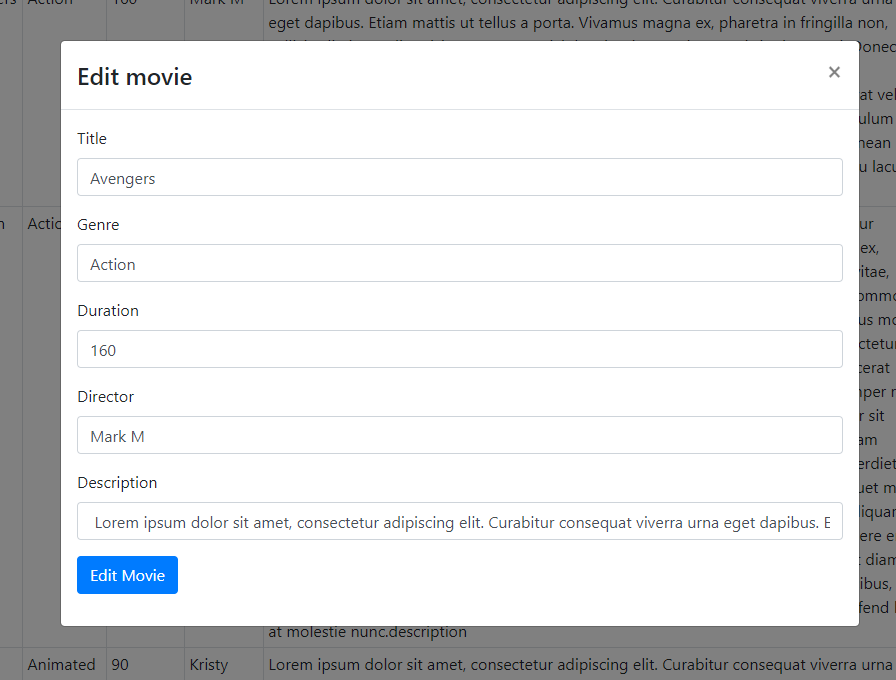 Action 160 Mark M Lorem ipsum dolor sit amet, consectetur adipiscing elit. Curabitur consequat viverra urna
eget dapibus. Etiam mattis ut tellus a porta. Vivamus magna ex, pharetra in fringilla non,
Edit movie ×
Title
Avengers
Genre
Action
Duration
160
Director
Mark M
Description
Lorem ipsum dolor sit amet, consectetur adipiscing elit. Curabitur consequat viverra urna eget dapibus. E
Edit Movie
at molestie nunc.description
Animated 90 Kristy Lorem ipsum dolor sit amet, consectetur adipiscing elit. Curabitur consequat viverra urna